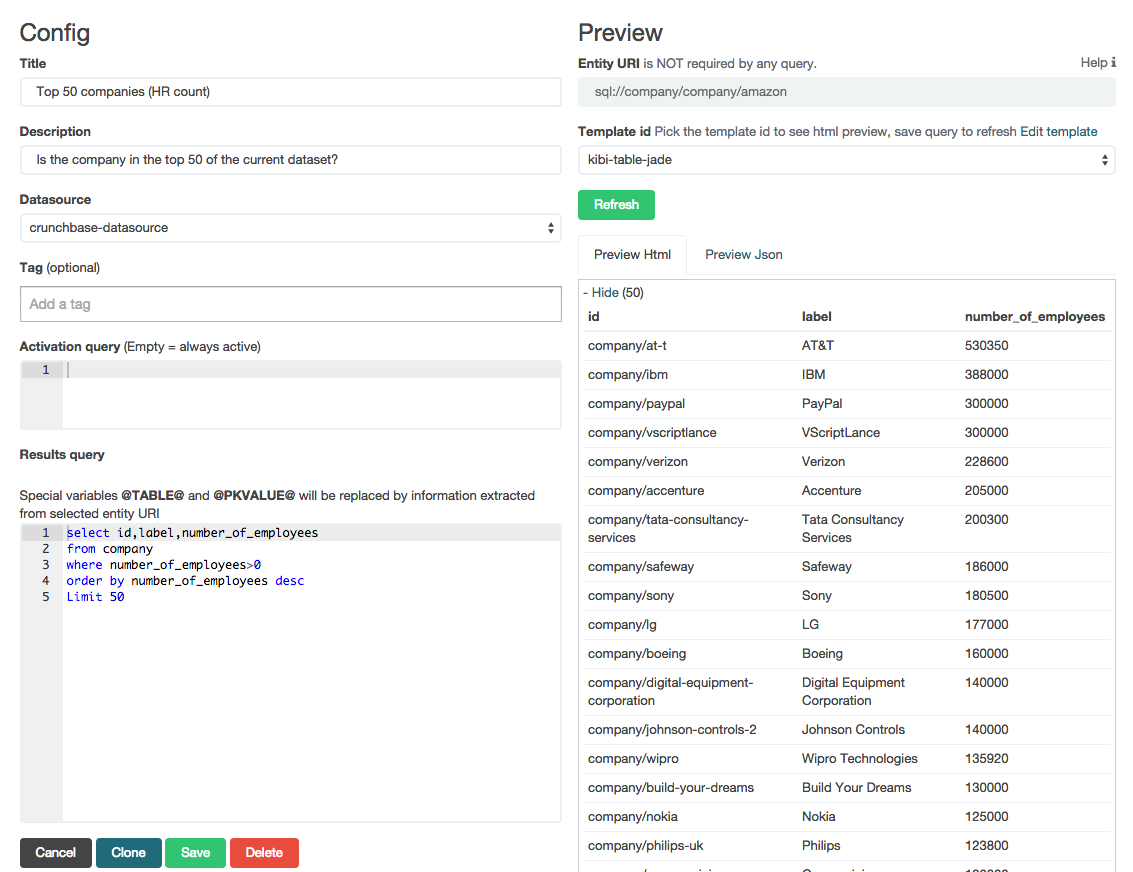 Config
Title
Top 50 companies (HR count)
Description
Is the company in the top 50 of the current dataset?
Datasource
crunchbase-datasource
Tag (optional)
Add a tag
Activation query (Empty = always active)
1
Results query
Special variables @TABLE@ and @PKVALUE@ will be replaced by information extracted
from selected entity URI
1 select id,label,number_of_employees
2 from company
3 where number_of_employees>0
4 order by number_of_employees desc
5 Limit 50
Cancel Clone Save Delete
Preview
Entity URI is NOT required by any query. Help i
sql://company/company/amazon
Template id Pick the template id to see html preview, save query to refresh Edit template
kibi-table-jade
Refresh
Preview Html Preview Json
- Hide (50)
id label number_of_employees
company/at-t AT&T 530350
company/ibm IBM 388000
company/paypal PayPal 300000
company/vscriptlance VScriptLance 300000
company/verizon Verizon 228600
company/accenture Accenture 205000
company/tata-consultancy- Tata Consultancy 200300
services Services
company/safeway Safeway 186000
company/sony Sony 180500
company/lg LG 177000
company/boeing Boeing 160000
company/digital-equipment- Digital Equipment 140000
corporation Corporation
company/johnson-controls-2 Johnson Controls 140000
company/wipro Wipro Technologies 135920
company/build-your-dreams Build Your Dreams 130000
company/nokia Nokia 125000
company/philips-uk Philips 123800